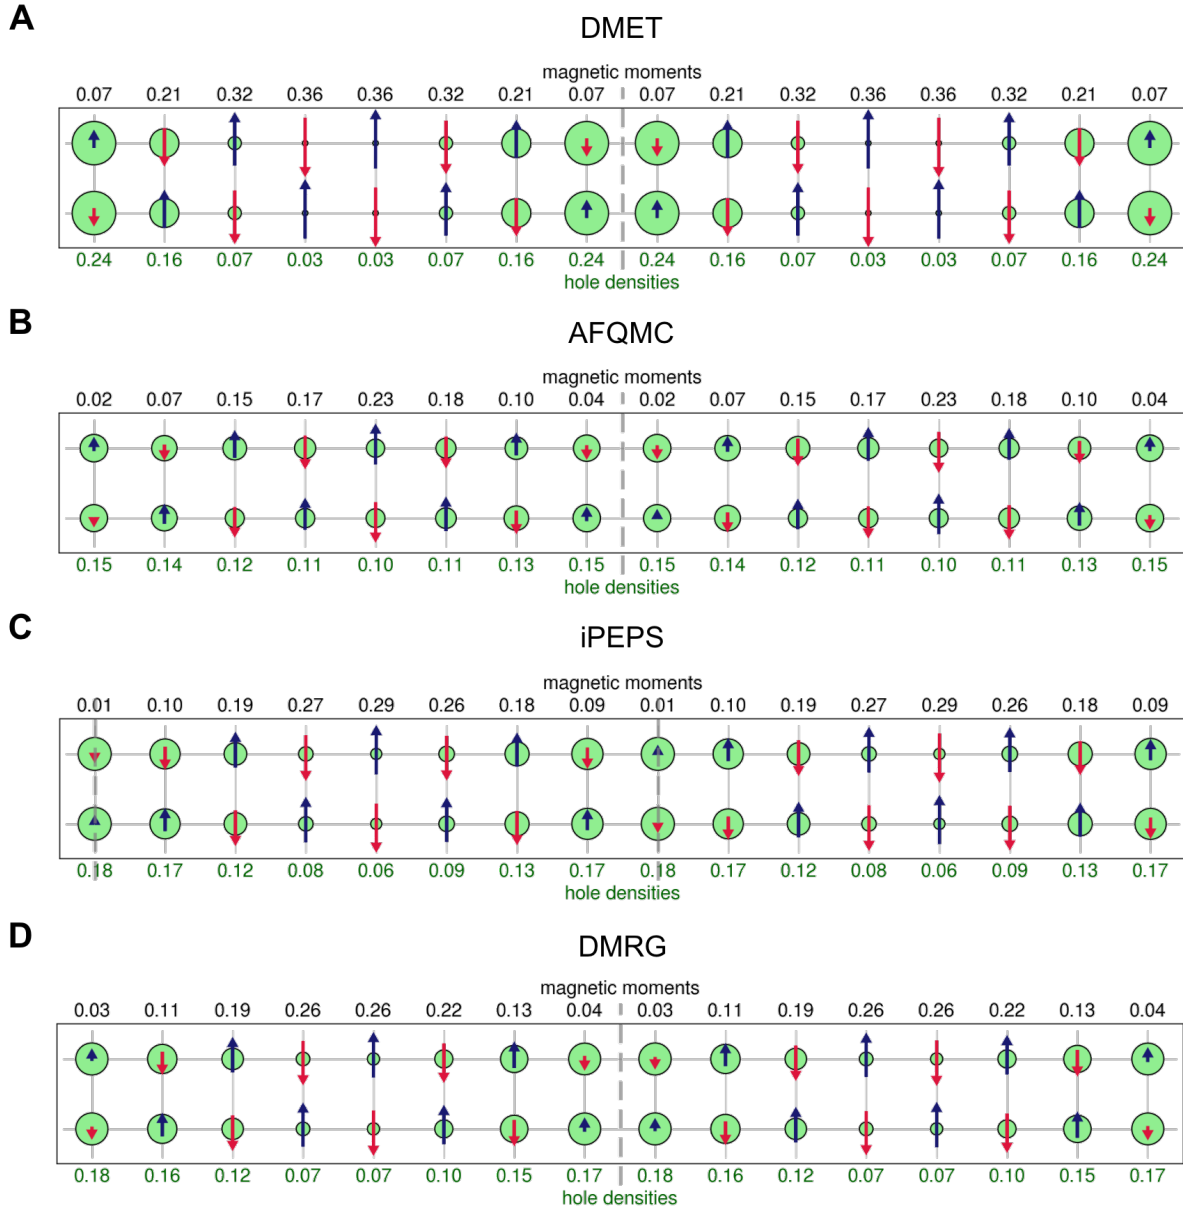 A
DMET
magnetic moments
0.07 0.21 0.32 0.36 0.36 0.32 0.21 0.07 0.07 0.21 0.32 0.36 0.36 0.32 0.21 0.07
0.24 0.16 0.07 0.03 0.03 0.07 0.16 0.24 0.24 0.16 0.07 0.03 0.03 0.07 0.16 0.24
hole densities
B
AFQMC
magnetic moments
0.02 0.07 0.15 0.17 0.23 0.18 0.10 0.04 0.02 0.07 0.15 0.17 0.23 0.18 0.10 0.04
0.15 0.14 0.12 0.11 0.10 0.11 0.13 0.15 0.15 0.14 0.12 0.11 0.10 0.11 0.13 0.15
hole densities
C
iPEPS
magnetic moments
0.01 0.10 0.19 0.27 0.29 0.26 0.18 0.09 0.01 0.10 0.19 0.27 0.29 0.26 0.18 0.09
0.18 0.17 0.12 0.08 0.06 0.09 0.13 0.17 0.18 0.17 0.12 0.08 0.06 0.09 0.13 0.17
hole densities
D
DMRG
magnetic moments
0.03 0.11 0.19 0.26 0.26 0.22 0.13 0.04 0.03 0.11 0.19 0.26 0.26 0.22 0.13 0.04
0.18 0.16 0.12 0.07 0.07 0.10 0.15 0.17 0.18 0.16 0.12 0.07 0.07 0.10 0.15 0.17
hole densities